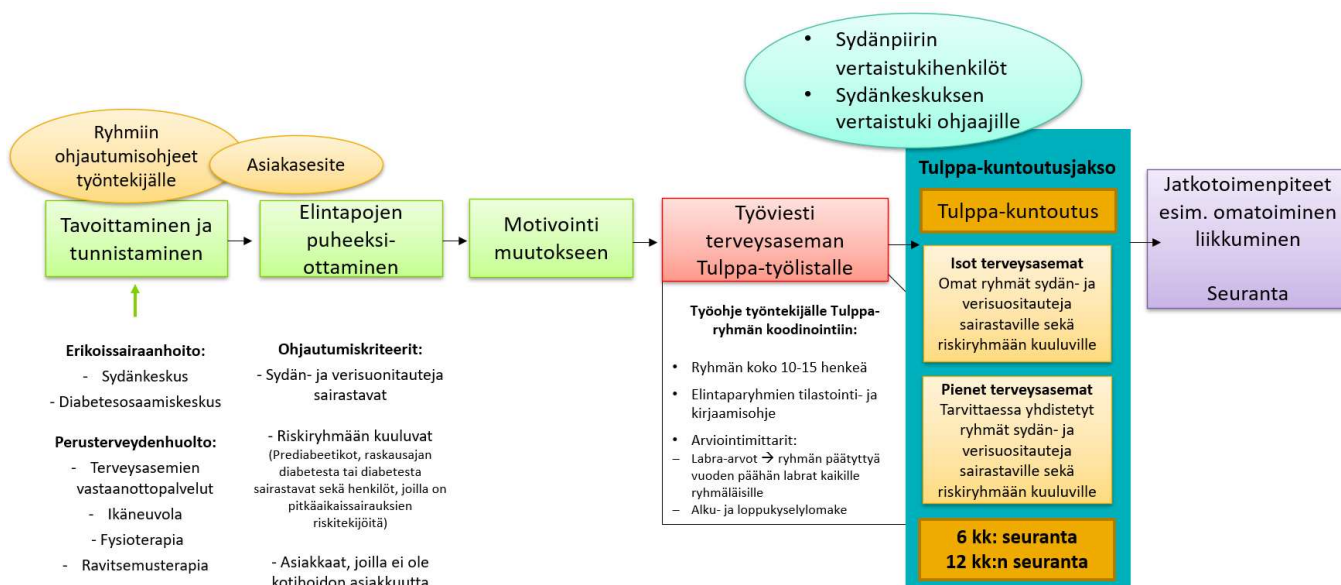 • Sydänpiirin
vertaistukihenkilöt
• Sydänkeskuksen
vertaistuki ohjaajille
Ryhmiin
ohjautumisohjeet
työntekijälle
Asiakasesite
Tavoittaminen ja
tunnistaminen
Elintapojen
puheeksi-
ottaminen
Motivointi
muutokseen
Työviesti
terveysaseman
Tulppa-työlistalle
Tulppa-kuntoutusjakso
Tulppa-kuntoutus
Jatkotoimenpiteet
esim. omatoiminen
liikkuminen
Seuranta
Erikoissairaanhoito:
- Sydänkeskus
- Diabetesosaamiskeskus
Perusterveydenhuolto:
- Terveysasemien
vastaanottopalvelut
- Ikäneuvola
- Fysioterapia
- Ravitsemusterapia
Ohjautumiskriteerit:
- Sydän- ja verisuonitauteja
sairastavat
- Riskiryhmään kuuluvat
(Prediabeetikot, raskausajan
diabetesta tai diabetesta
sairastavat sekä henkilöt, joilla on
pitkäaikaissairauksien
riskitekijöitä)
- Asiakkaat, joilla ei ole
kotihoidon asiakkuutta
Työohje työntekijälle Tulppa-
ryhmän koodinointiin:
• Ryhmän koko 10-15 henkeä
• Elintaparyhmien tilastointi- ja
kirjaamisohje
• Arviointimittarit:
– Labra-arvot → ryhmän päätyttyä
vuoden päähän labrat kaikille
ryhmäläisille
– Alku- ja loppukyselylomake
Isot terveysasemat
Omat ryhmät sydän- ja
verisuositauteja
sairastaville sekä
riskiryhmään kuuluville
Pienet terveysasemat
Tarvittaessa yhdistetyt
ryhmät sydän- ja
verisuositauteja
sairastaville sekä
riskiryhmään kuuluville
6 kk: seuranta
12 kk:n seuranta